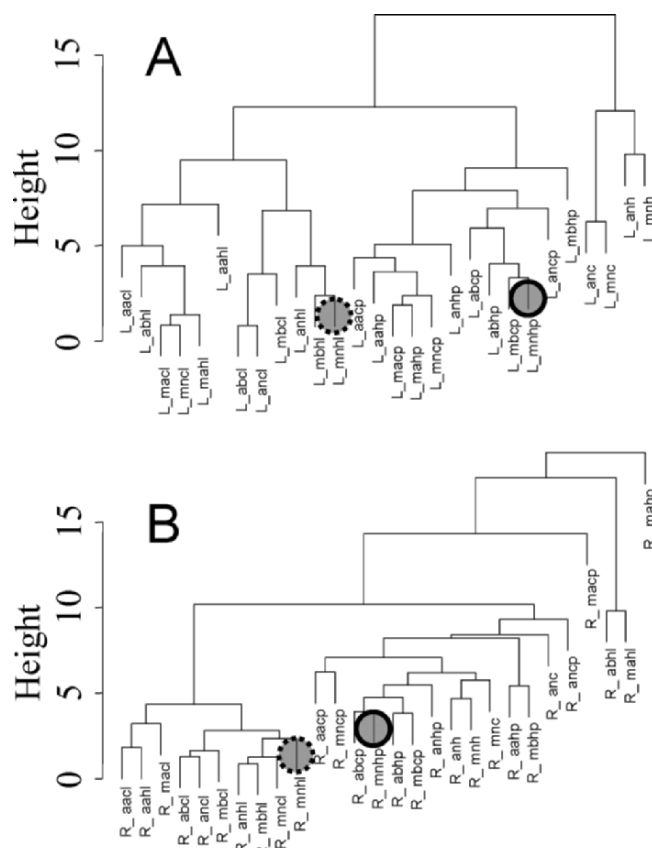 A
Height
15
10
5
0
L_aacl
L_abhl
L_macl
L_mncl
L_mahl
L_aahl
L_abcl
L_ancl
L_mbcl
L_anhl
L_mbhl
L_mnhl
L_aacp
L_aahp
L_macp
L_mahp
L_mncp
L_anhp
L_abcp
L_abhp
L_mbcp
L_mnhp
L_ancp
L_mbhp
L_anc
L_mnc
L_anh
L_mnh
B
Height
15
10
5
0
R_aacl
R_aahl
R_macl
R_abcl
R_ancl
R_mbcl
R_anhl
R_mbhl
R_mncl
R_mnhl
R_aacp
R_mncp
R_abcp
R_mnhp
R_abhp
R_mbcp
R_anhp
R_anh
R_mnh
R_mnc
R_aahp
R_mbhp
R_anc
R_ancp
R_macp
R_abhl
R_mahl
R_mahp